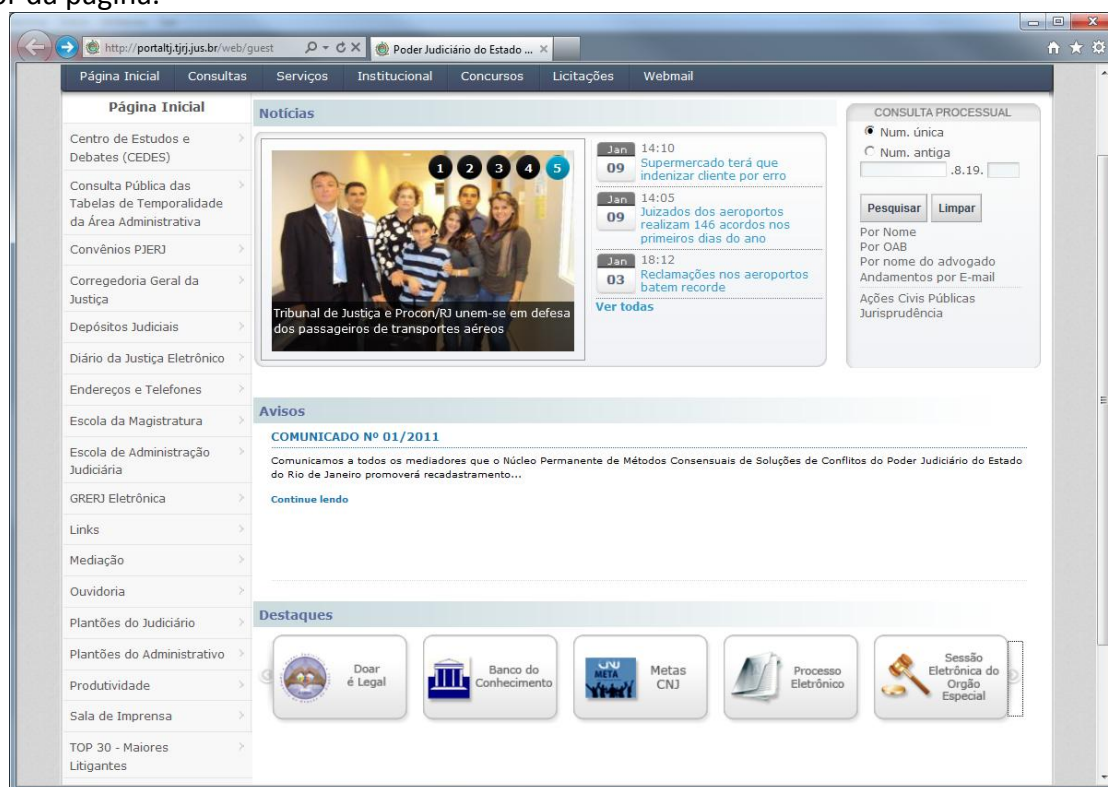 or da página.
http://portaltj.tjrj.jus.br/web/guest
Poder Judiciário do Estado ...
Página Inicial Consultas Serviços Institucional Concursos Licitações Webmail
Página Inicial
Centro de Estudos e
Debates (CEDES)
Consulta Pública das
Tabelas de Temporalidade
da Área Administrativa
Convênios PJERJ
Corregedoria Geral da
Justiça
Depósitos Judiciais
Diário da Justiça Eletrônico
Endereços e Telefones
Escola da Magistratura
Escola de Administração
Judiciária
GRERJ Eletrônica
Links
Mediação
Ouvidoria
Plantões do Judiciário
Plantões do Administrativo
Produtividade
Sala de Imprensa
TOP 30 - Maiores
Litigantes
Notícias
1 2 3 4 5
Tribunal de Justiça e Procon/RJ unem-se em defesa
dos passageiros de transportes aéreos
Jan 09 14:10
Supermercado terá que
indenizar cliente por erro
Jan 09 14:05
Juizados dos aeroportos
realizam 146 acordos nos
primeiros dias do ano
Jan 03 18:12
Reclamações nos aeroportos
batem recorde
Ver todas
CONSULTA PROCESSUAL
Num. única
Num. antiga
.8.19.
Pesquisar Limpar
Por Nome
Por OAB
Por nome do advogado
Andamentos por E-mail
Ações Civis Públicas
Jurisprudência
Avisos
COMUNICADO Nº 01/2011
Comunicamos a todos os mediadores que o Núcleo Permanente de Métodos Consensuais de Soluções de Conflitos do Poder Judiciário do Estado
do Rio de Janeiro promoverá recadastramento...
Continue lendo
Destaques
Doar
é Legal
Banco do
Conhecimento
CNJ
META
Metas
CNJ
Processo
Eletrônico
Sessão
Eletrônica do
Orgão
Especial